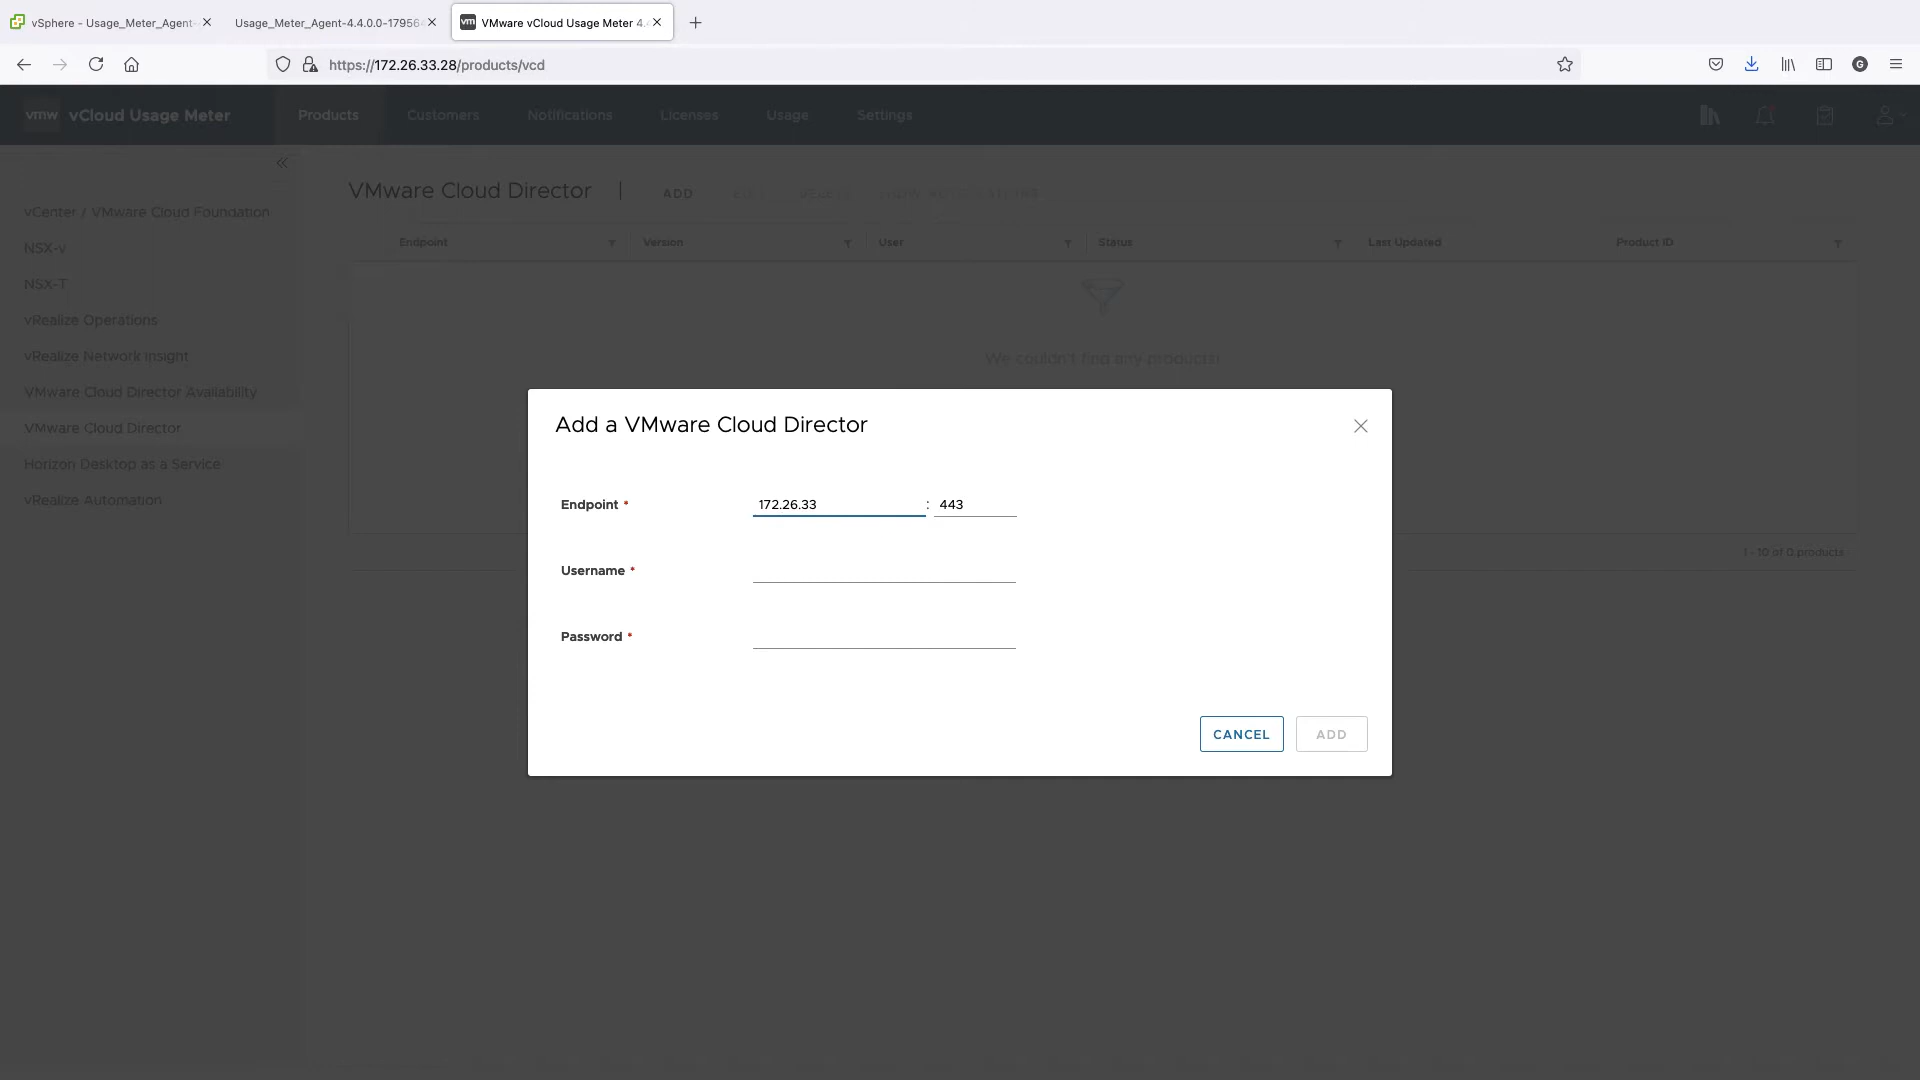 vSphere - Usage_Meter_Agent-
Usage_Meter_Agent-4.4.0.0-17956
vm VMware vCloud Usage Meter 4.
https://172.26.33.28/products/vcd
G
vmw vCloud Usage Meter
Products
Customers
Notifications
Licenses
Usage
Settings
vCenter / VMware Cloud Foundation
NSX-v
NSX-T
vRealize Operations
vRealize Network Insight
VMware Cloud Director Availability
VMware Cloud Director
Horizon Desktop as a Service
vRealize Automation
VMware Cloud Director | ADD EDIT DELETE
Endpoint
Version
User
Status
Last Updated
Product ID
We couldn't find any products!
1 - 10 of 0 products
Add a VMware Cloud Director
Endpoint * 172.26.33 : 443
Username *
Password *
CANCEL
ADD